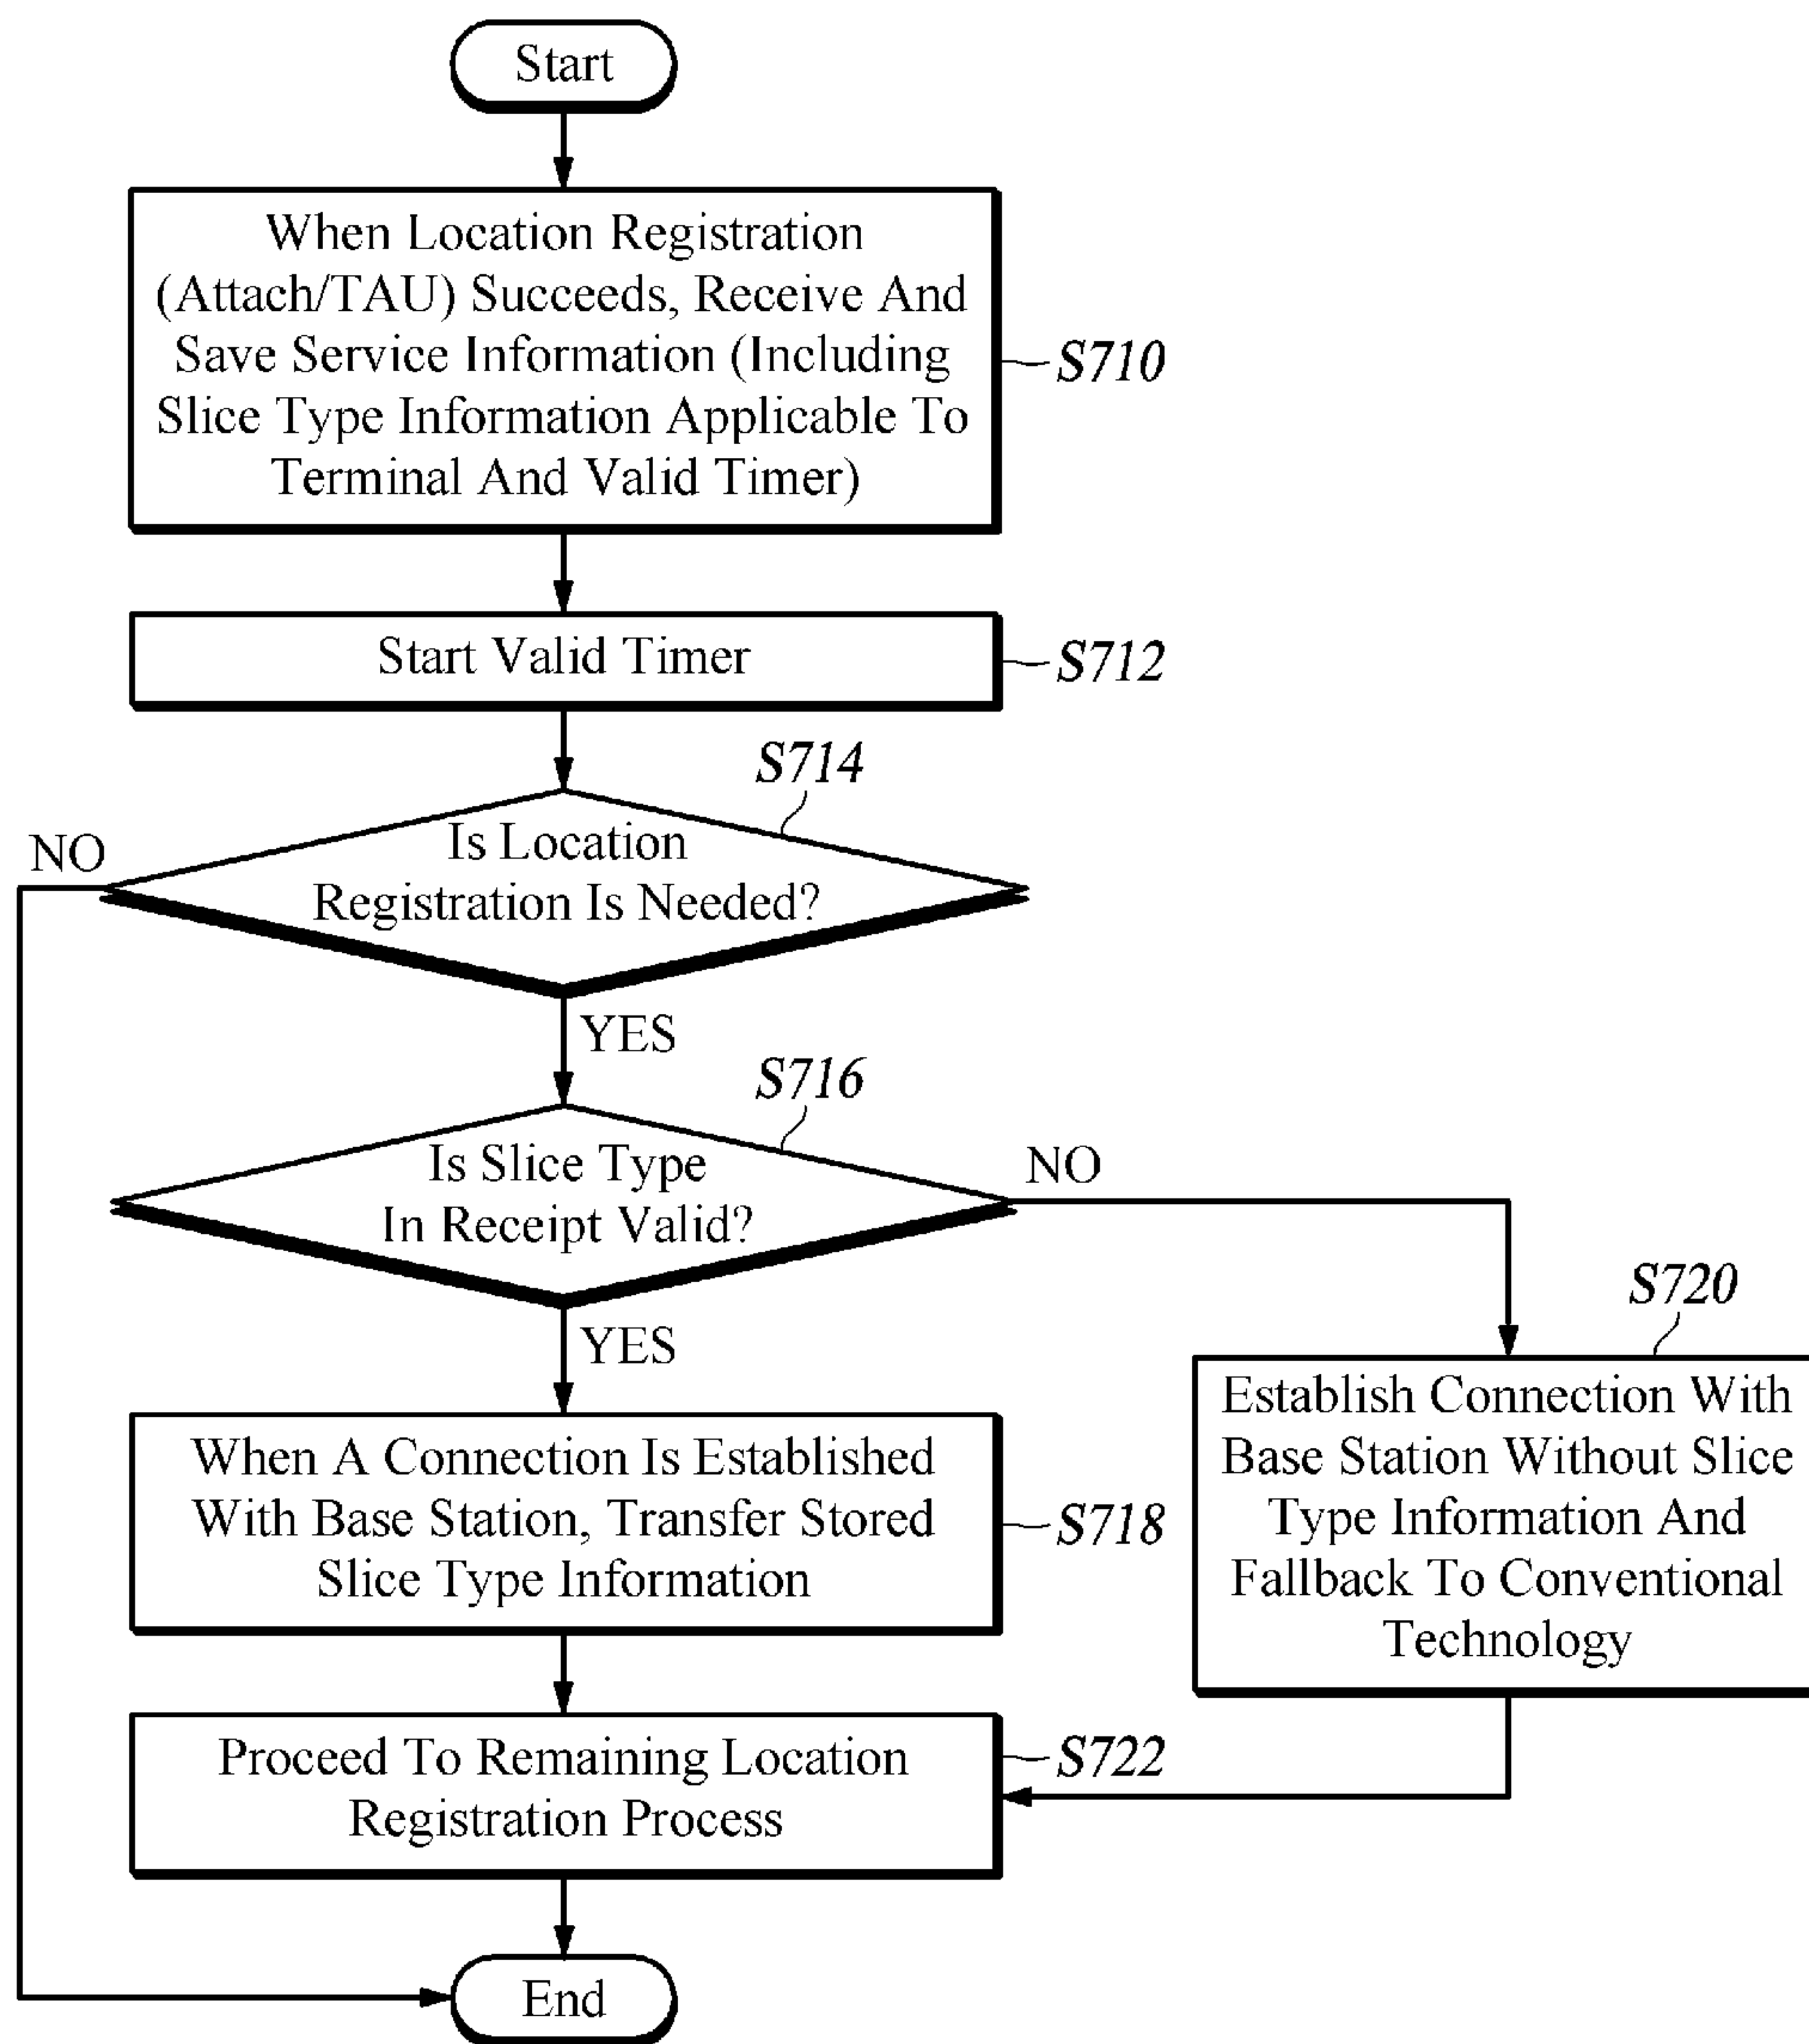 Start
When Location Registration
(Attach/TAU) Succeeds, Receive And
Save Service Information (Including
Slice Type Information Applicable To
Terminal And Valid Timer)
S710
Start Valid Timer
S712
S714
NO
Is Location
Registration Is Needed?
YES
S716
Is Slice Type
In Receipt Valid?
NO
YES
S720
Establish Connection With
Base Station Without Slice
Type Information And
Fallback To Conventional
Technology
When A Connection Is Established
With Base Station, Transfer Stored
Slice Type Information
S718
Proceed To Remaining Location
Registration Process
S722
End